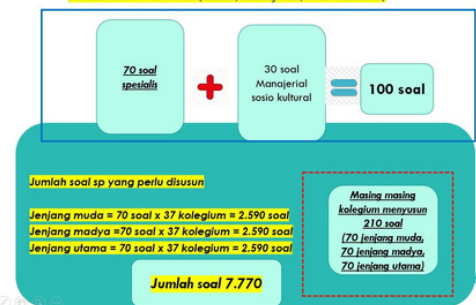 70 soal
spesialis
30 soal
Manajerial
sosio kultural
100 soal
Jumlah soal sp yang perlu disusun
Jenjang muda = 70 soal x 37 kolegium = 2.590 soal
Jenjang madya =70 soal x 37 kolegium = 2.590 soal
Jenjang utama = 70 soal x 37 kolegium = 2.590 soal
Masing masing
kolegium menyusun
210 soal
(70 jenjang muda,
70 jenjang madya,
70 jenjang utama)
Jumlah soal 7.770